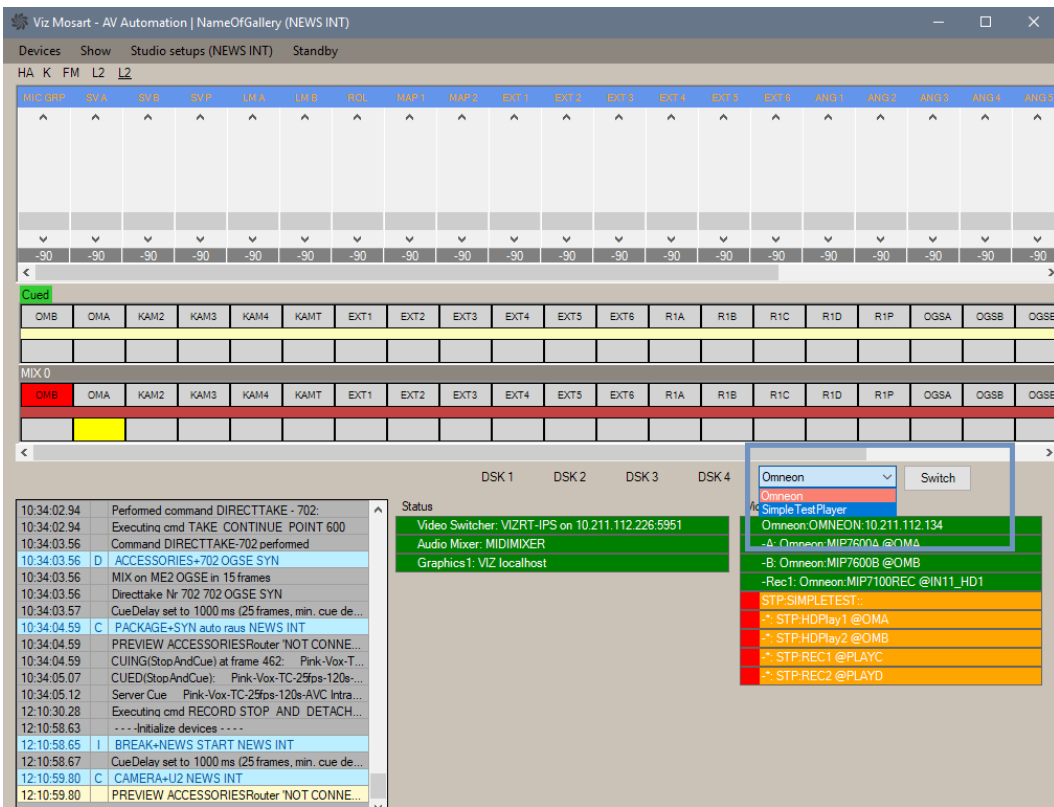 Viz Mosart - AV Automation | NameOfGallery (NEWS INT)
Devices Show Studio setups (NEWS INT) Standby
HA K FM L2 L2
MIC GRP SV A SV B SV P LM A LM B ROL MAP 1 MAP 2 EXT 1 EXT 2 EXT 3 EXT 4 EXT 5 EXT 6 ANG 1 ANG 2 ANG 3 ANG 4 ANG 5
-90 -90 -90 -90 -90 -90 -90 -90 -90 -90 -90 -90 -90 -90 -90 -90 -90 -90 -90 -90
Cued
OMB OMA KAM2 KAM3 KAM4 KAMT EXT1 EXT2 EXT3 EXT4 EXT5 EXT6 R1A R1B R1C R1D R1P OGSA OGSB OGSE
MIX 0
OMB OMA KAM2 KAM3 KAM4 KAMT EXT1 EXT2 EXT3 EXT4 EXT5 EXT6 R1A R1B R1C R1D R1P OGSA OGSB OGSE
DSK 1 DSK 2 DSK 3 DSK 4 Omneon Switch
Omneon
SimpleTestPlayer
10:34:02.94 Performed command DIRECTTAKE - 702:
10:34:02.94 Executing cmd TAKE CONTINUE POINT 600
10:34:03.56 Command DIRECTTAKE-702 performed
10:34:03.56 D ACCESSORIES+702 OGSE SYN
10:34:03.56 MIX on ME2 OGSE in 15 frames
10:34:03.56 Directtake Nr 702 702 OGSE SYN
10:34:03.57 CueDelay set to 1000 ms (25 frames, min. cue de...
10:34:04.59 C PACKAGE+SYN auto raus NEWS INT
10:34:04.59 PREVIEW ACCESSORIESRouter 'NOT CONNE...
10:34:04.59 CUING(StopAndCue) at frame 462: Pink-Vox-T...
10:34:05.07 CUED(StopAndCue): Pink-Vox-TC-25fps-120s-...
10:34:05.12 Server Cue Pink-Vox-TC-25fps-120s-AVC Intra...
12:10:30.28 Executing cmd RECORD STOP AND DETACH...
12:10:58.63 - - - -Initialize devices - - - -
12:10:58.65 I BREAK+NEWS START NEWS INT
12:10:58.67 CueDelay set to 1000 ms (25 frames, min. cue de...
12:10:59.80 C CAMERA+U2 NEWS INT
12:10:59.80 PREVIEW ACCESSORIESRouter 'NOT CONNE...
Status
Video Switcher: VIZRT-IPS on 10.211.112.226:5951
Audio Mixer: MIDIMIXER
Graphics1: VIZ localhost
Omneon:OMNEON:10.211.112.134
-A: Omneon:MIP7600A @OMA
-B: Omneon:MIP7600B @OMB
-Rec1: Omneon:MIP7100REC @IN11_HD1
STP:SIMPLETEST::
-*: STP:HDPlay1 @OMA
-*: STP:HDPlay2 @OMB
-*: STP:REC1 @PLAYC
-*: STP:REC2 @PLAYD